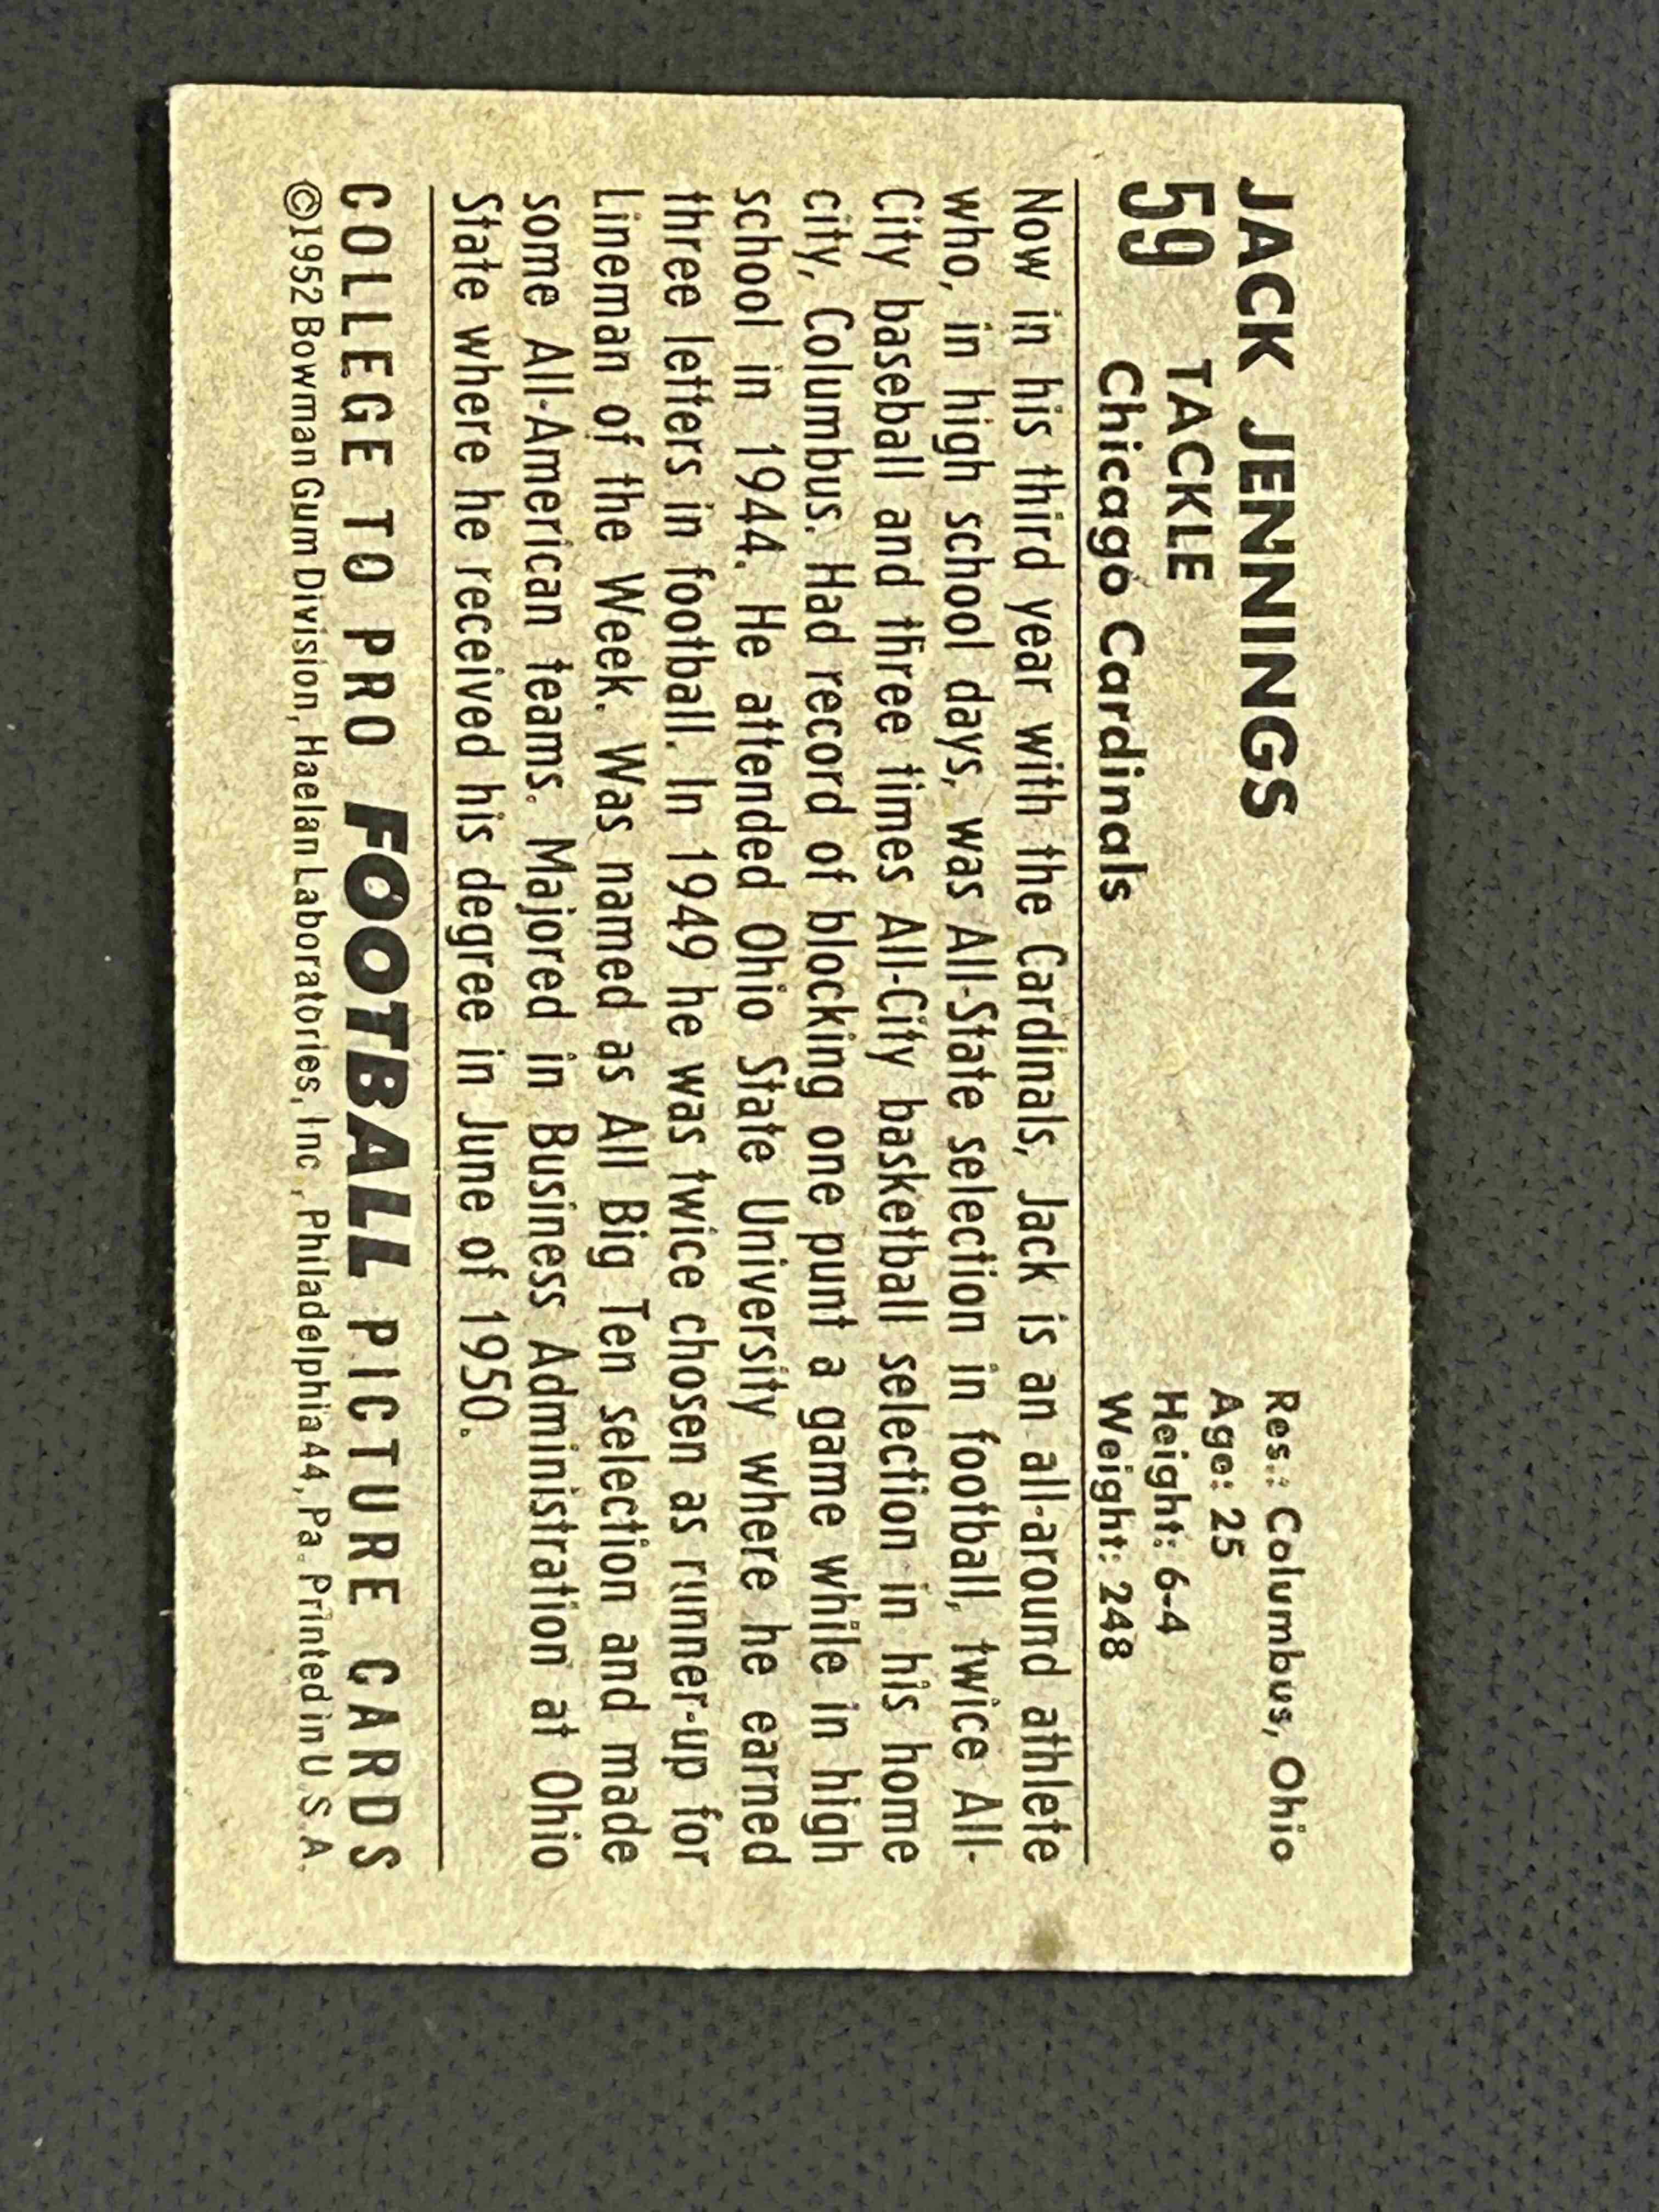 JACK JENNINGS
59 TACKLE
Chicago Cardinals
Res.: Columbus, Ohio
Age: 25
Height: 6-4
Weight: 248
Now in his third year with the Cardinals, Jack is an all-around athlete
who, in high school days, was All-State selection in football, twice All-
City baseball and three times All-City basketball selection in his home
city, Columbus. Had record of blocking one punt a game while in high
school in 1944. He attended Ohio State University where he earned
three letters in football. In 1949 he was twice chosen as runner-up for
Lineman of the Week. Was named as All Big Ten selection and made
some All-American teams. Majored in Business Administration at Ohio
State where he received his degree in June of 1950.
COLLEGE TO PRO FOOTBALL PICTURE CARDS
©1952 Bowman Gum Division, Haelan Laboratories, Inc., Philadelphia 44, Pa. Printed in U.S.A.